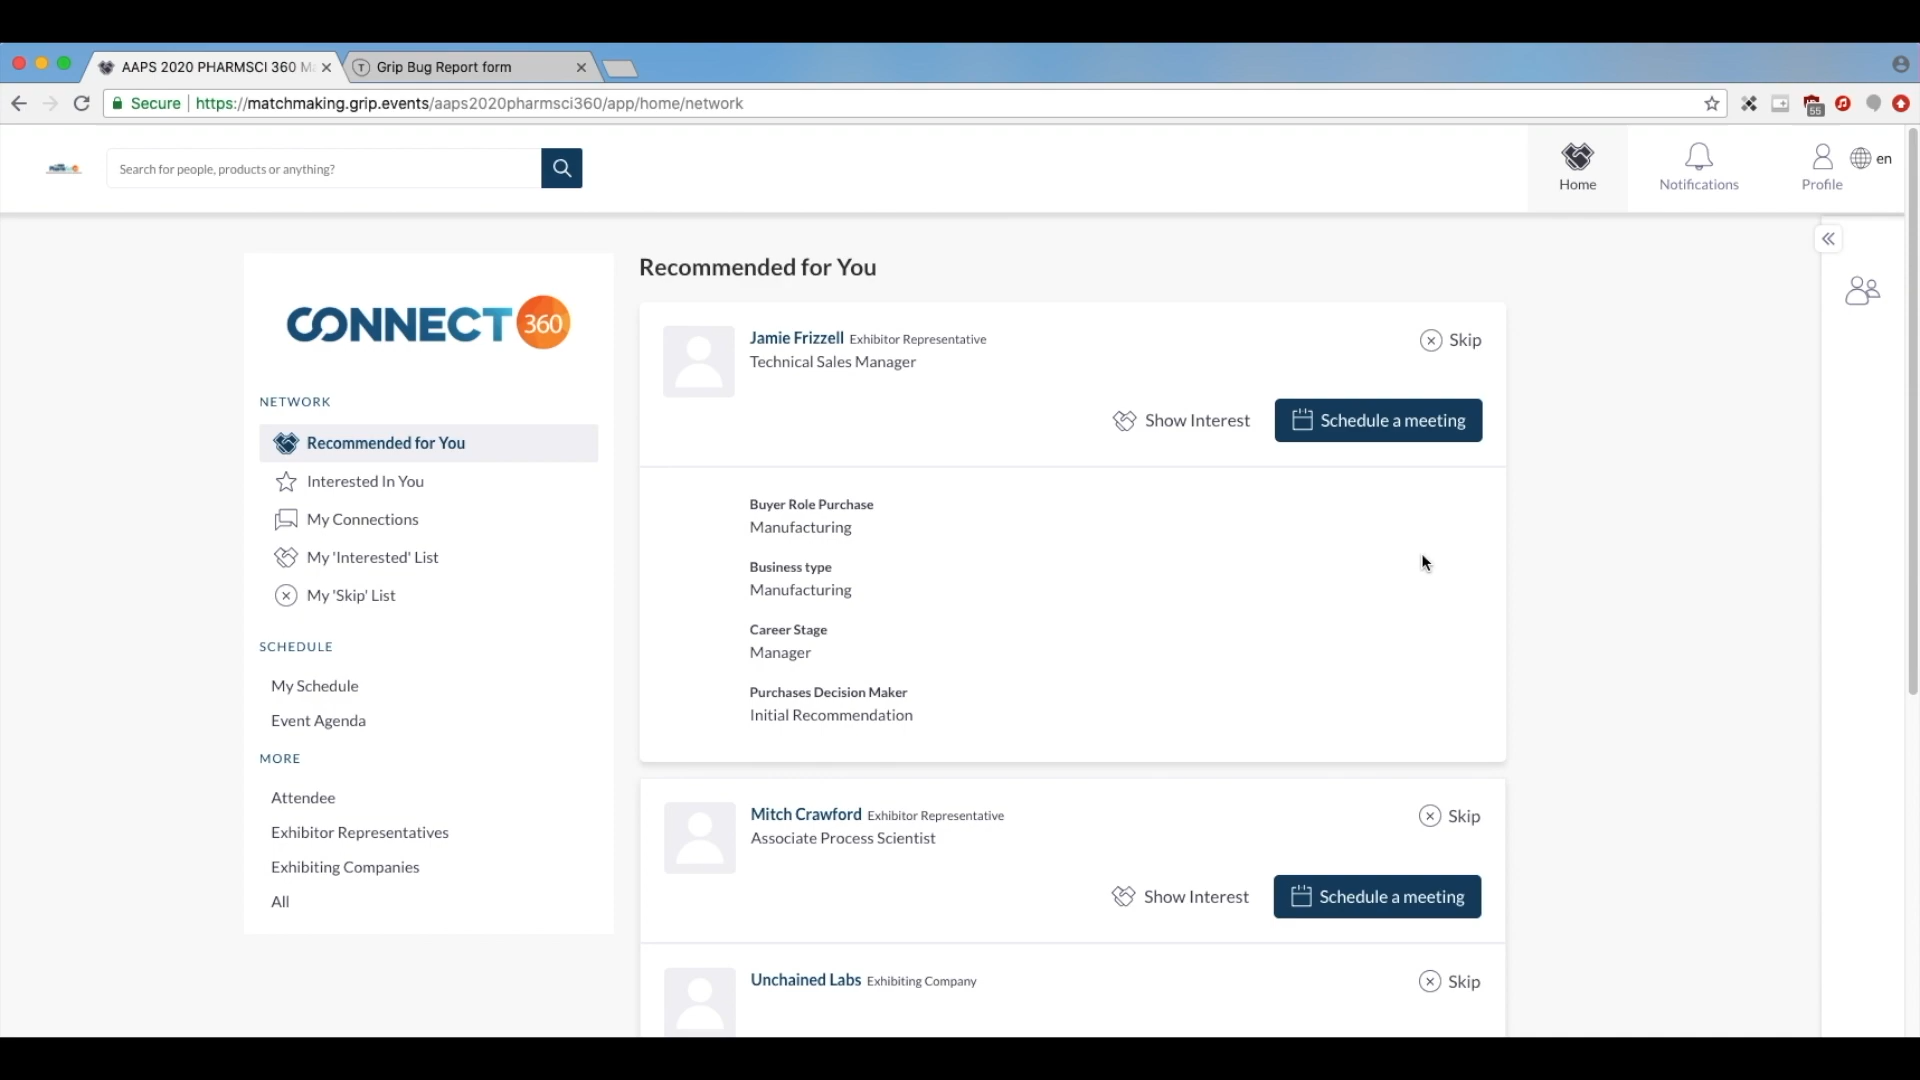 AAPS 2020 PHARMSCI 360 M
Grip Bug Report form
Secure
https://matchmaking.grip.events/aaps2020pharmsci360/app/home/network
55
Search for people, products or anything?
Home
Notifications
Profile
en
CONNECT 360
NETWORK
Recommended for You
Interested In You
My Connections
My 'Interested' List
My 'Skip' List
SCHEDULE
My Schedule
Event Agenda
MORE
Attendee
Exhibitor Representatives
Exhibiting Companies
All
Recommended for You
Jamie Frizzell Exhibitor Representative
Technical Sales Manager
Skip
Show Interest
Schedule a meeting
Buyer Role Purchase
Manufacturing
Business type
Manufacturing
Career Stage
Manager
Purchases Decision Maker
Initial Recommendation
Mitch Crawford Exhibitor Representative
Associate Process Scientist
Skip
Show Interest
Schedule a meeting
Unchained Labs Exhibiting Company
Skip